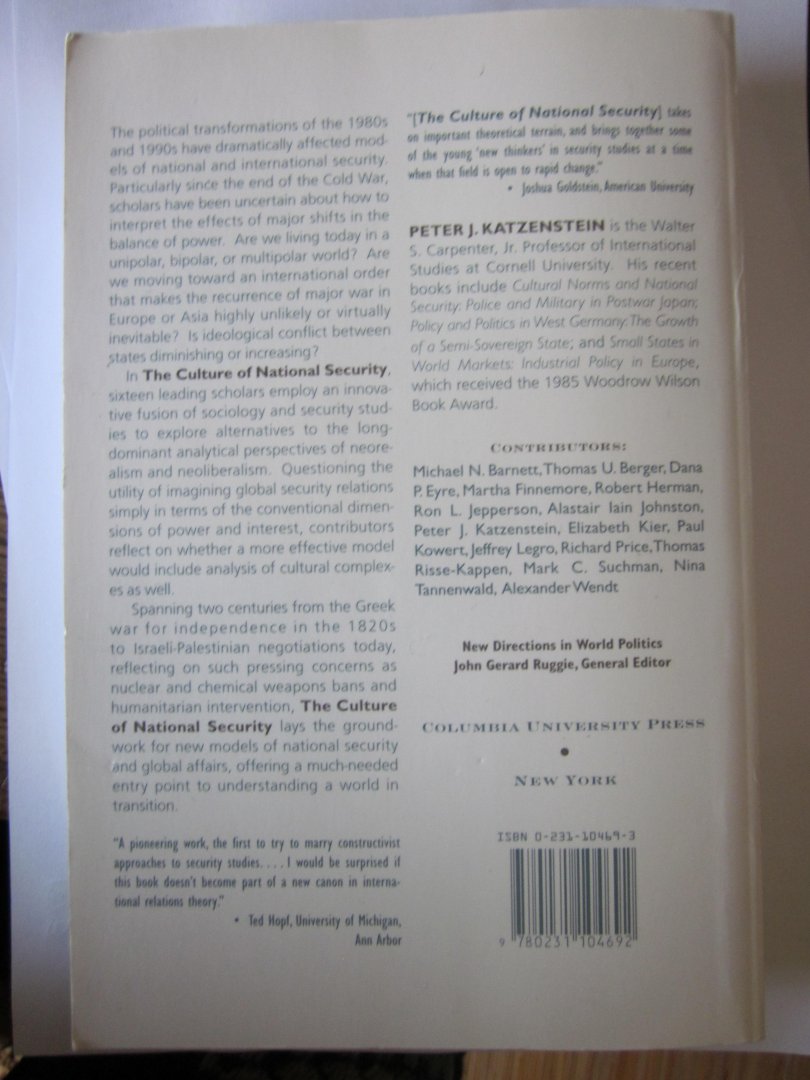 The political transformations of the 1980s
and 1990s have dramatically affected mod-
els of national and international security.
Particularly since the end of the Cold War,
scholars have been uncertain about how to
interpret the effects of major shifts in the
balance of power. Are we living today in a
unipolar, bipolar, or multipolar world? Are
we moving toward an international order
that makes the recurrence of major war in
Europe or Asia highly unlikely or virtually
inevitable? Is ideological conflict between
states diminishing or increasing?
In The Culture of National Security,
sixteen leading scholars employ an innova-
tive fusion of sociology and security stud-
ies to explore alternatives to the long-
dominant analytical perspectives of neore-
alism and neoliberalism. Questioning the
utility of imagining global security relations
simply in terms of the conventional dimen-
sions of power and interest, contributors
reflect on whether a more effective model
would include analysis of cultural complex-
es as well.
Spanning two centuries from the Greek
war for independence in the 1820s
to Israeli-Palestinian negotiations today,
reflecting on such pressing concerns as
nuclear and chemical weapons bans and
humanitarian intervention, The Culture
of National Security lays the ground-
work for new models of national security
and global affairs, offering a much-needed
entry point to understanding a world in
transition.
"A pioneering work, the first to try to marry constructivist
approaches to security studies. . . . I would be surprised if
this book doesn't become part of a new canon in interna-
tional relations theory."
• Ted Hopf, University of Michigan,
Ann Arbor
"[The Culture of National Security] takes
on important theoretical terrain, and brings together some
of the young 'new thinkers' in security studies at a time
when that field is open to rapid change."
• Joshua Goldstein, American University
PETER J. KATZENSTEIN is the Walter
S. Carpenter, Jr. Professor of International
Studies at Cornell University. His recent
books include Cultural Norms and National
Security: Police and Military in Postwar Japan;
Policy and Politics in West Germany: The Growth
of a Semi-Sovereign State; and Small States in
World Markets: Industrial Policy in Europe,
which received the 1985 Woodrow Wilson
Book Award.
CONTRIBUTORS:
Michael N. Barnett, Thomas U. Berger, Dana
P. Eyre, Martha Finnemore, Robert Herman,
Ron L. Jepperson, Alastair Iain Johnston,
Peter J. Katzenstein, Elizabeth Kier, Paul
Kowert, Jeffrey Legro, Richard Price, Thomas
Risse-Kappen, Mark C. Suchman, Nina
Tannenwald, Alexander Wendt
New Directions in World Politics
John Gerard Ruggie, General Editor
COLUMBIA UNIVERSITY PRESS
•
NEW YORK
ISBN 0-231-10469-3
9 780231 104692